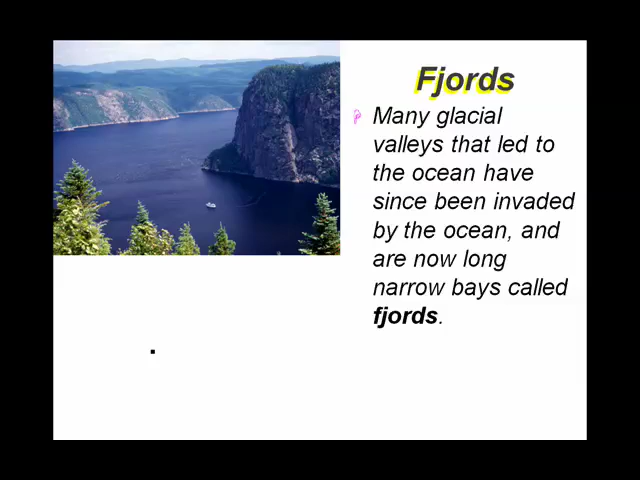 Fjords
Many glacial
valleys that led to
the ocean have
since been invaded
by the ocean, and
are now long
narrow bays called
fjords.
.